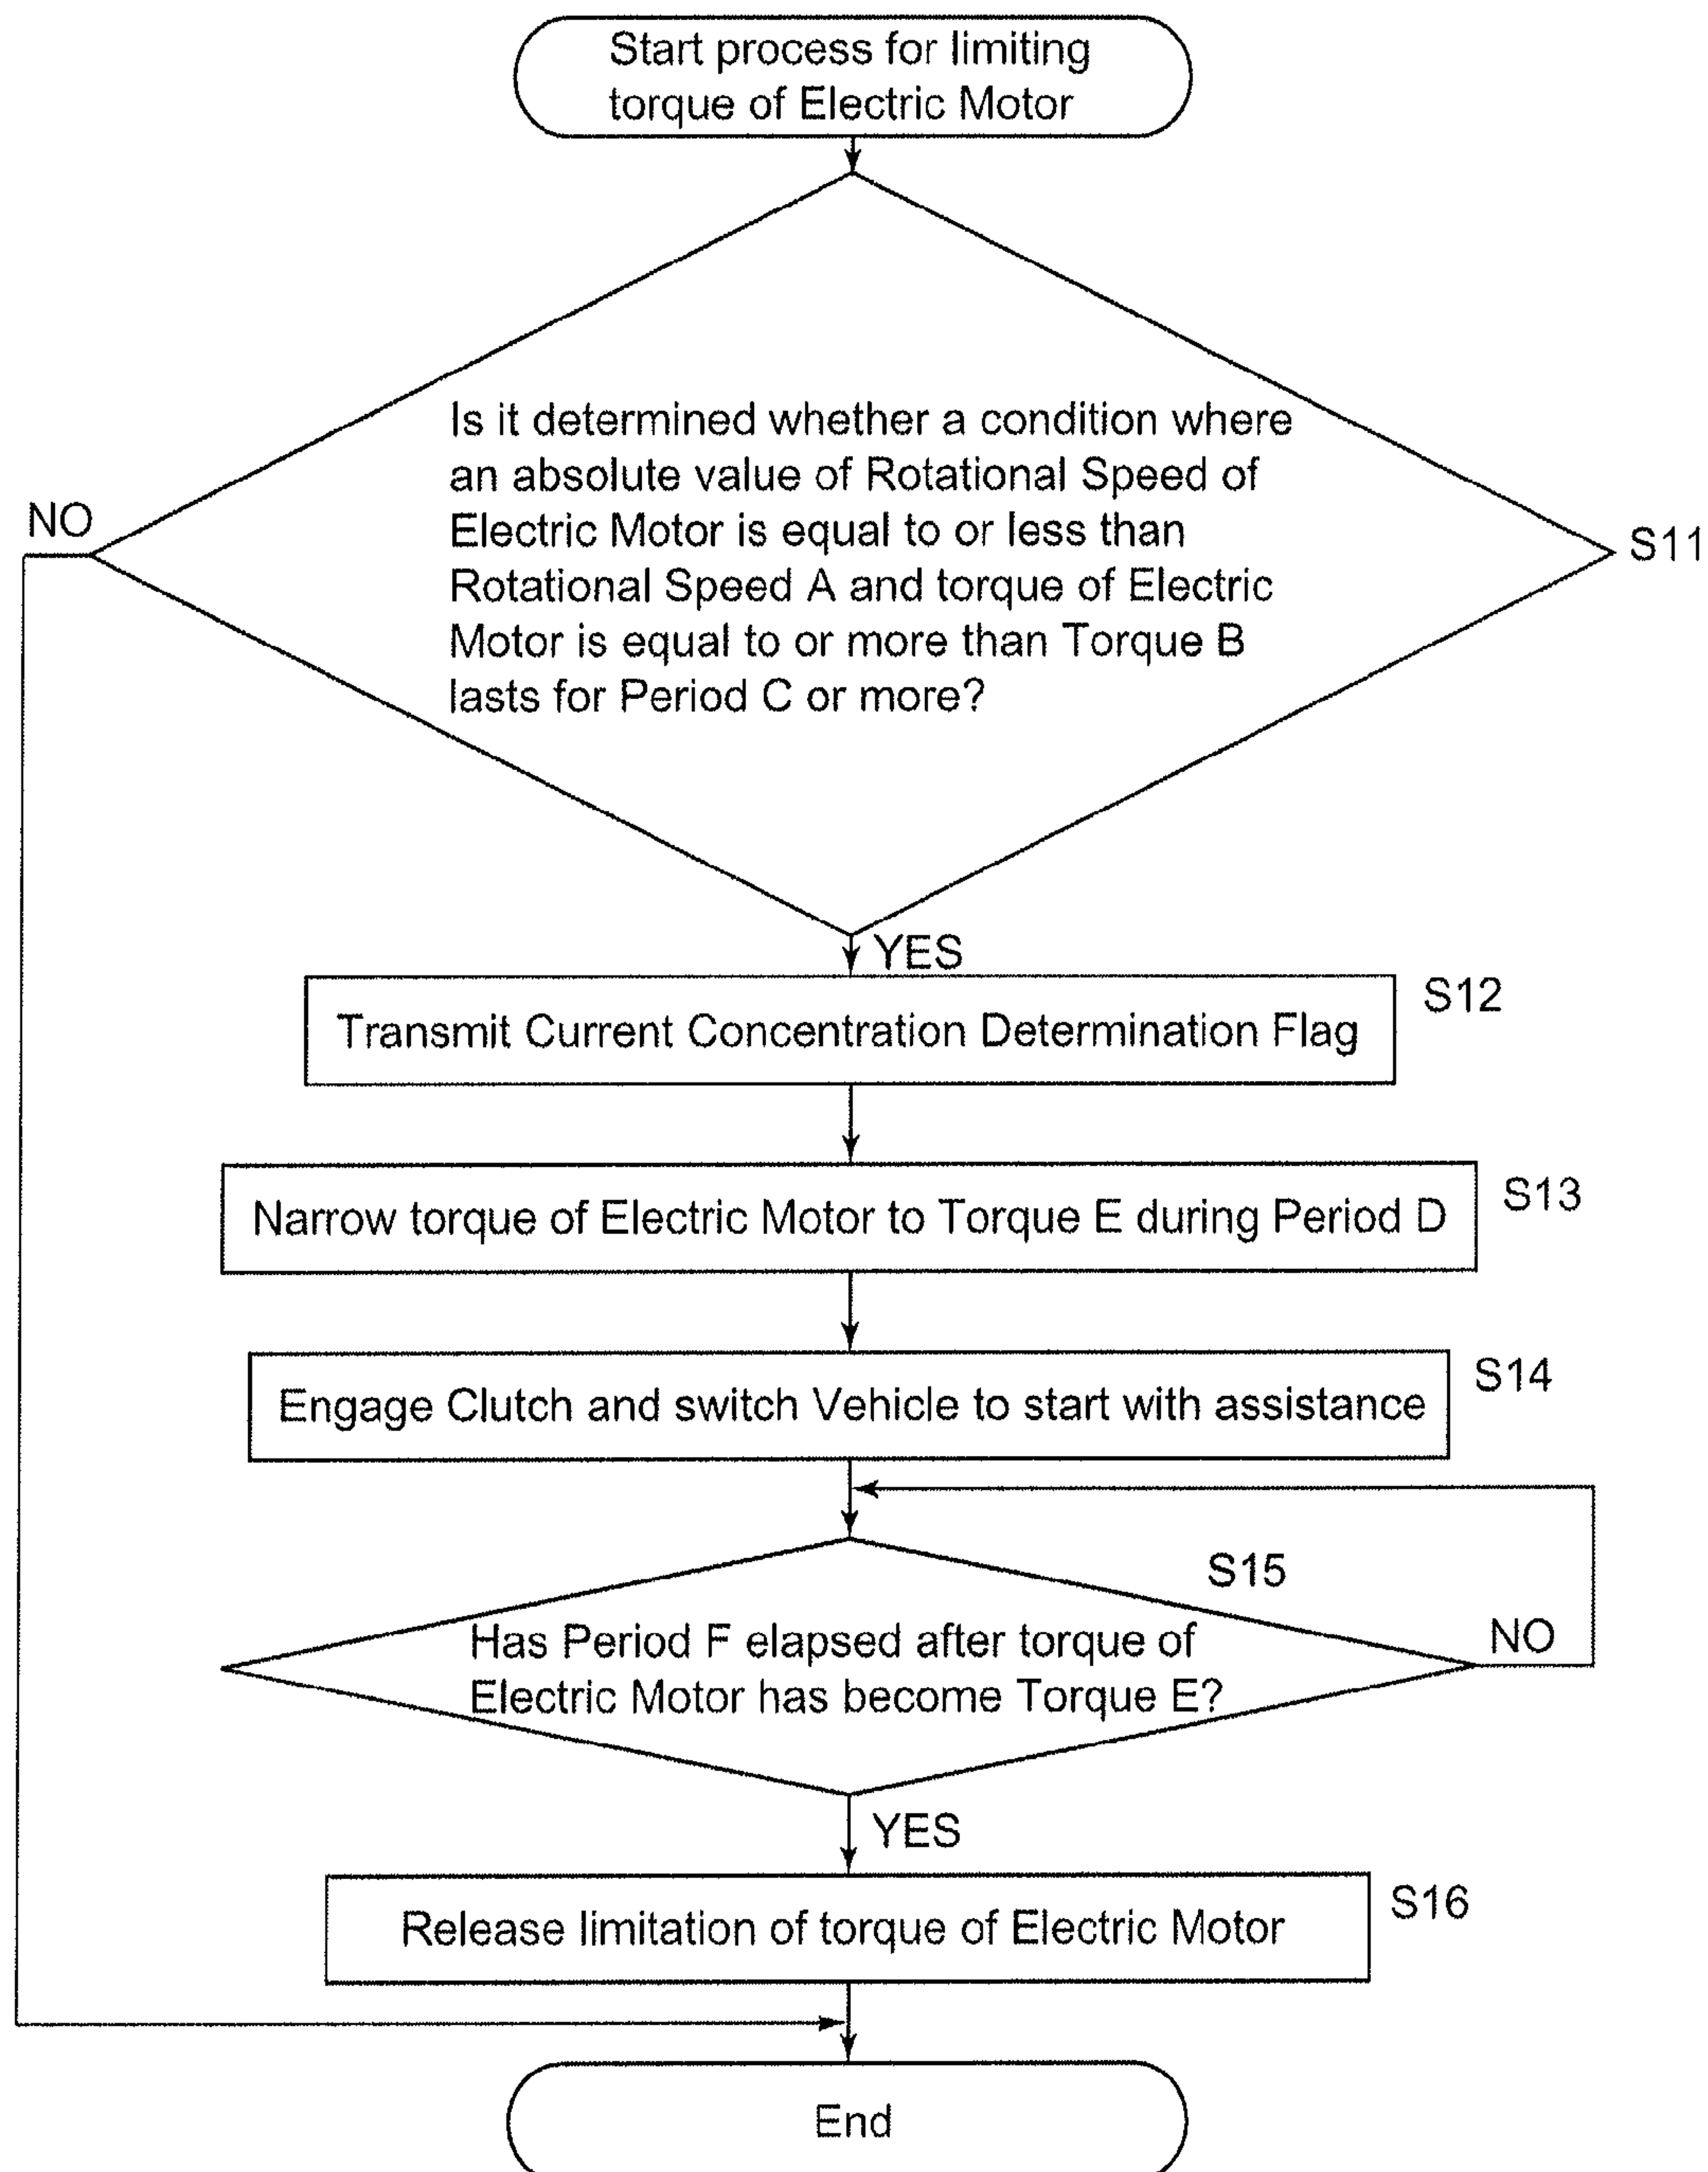 Start process for limiting
torque of Electric Motor
Is it determined whether a condition where
an absolute value of Rotational Speed of
Electric Motor is equal to or less than
Rotational Speed A and torque of Electric
Motor is equal to or more than Torque B
lasts for Period C or more?
NO
S11
YES
S12
Transmit Current Concentration Determination Flag
S13
Narrow torque of Electric Motor to Torque E during Period D
S14
Engage Clutch and switch Vehicle to start with assistance
S15
Has Period F elapsed after torque of
Electric Motor has become Torque E?
NO
YES
S16
Release limitation of torque of Electric Motor
End